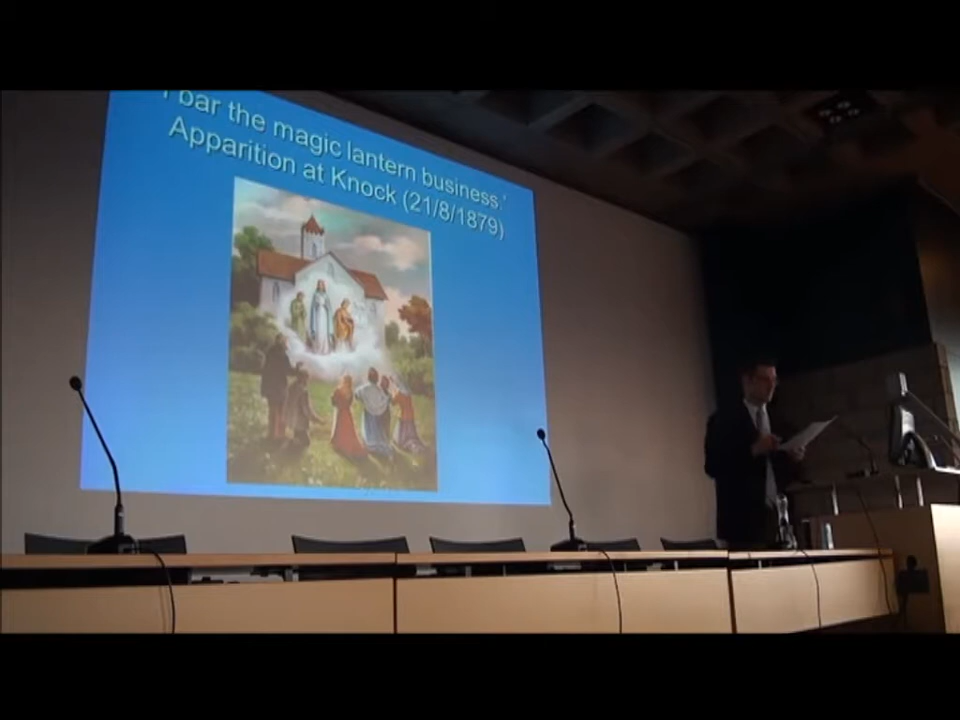 'I bar the magic lantern business.'
Apparition at Knock (21/8/1879)